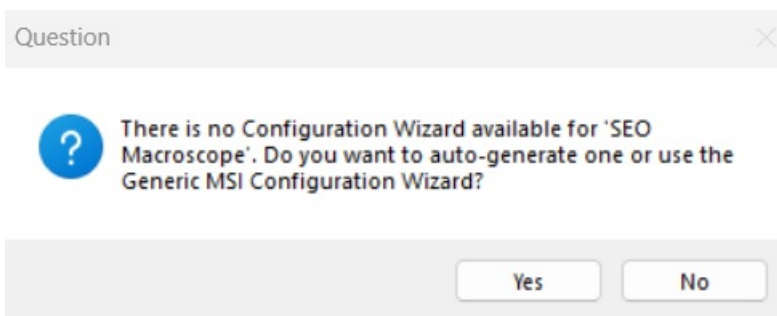 Question
There is no Configuration Wizard available for 'SEO
Macroscope'. Do you want to auto-generate one or use the
Generic MSI Configuration Wizard?
Yes
No